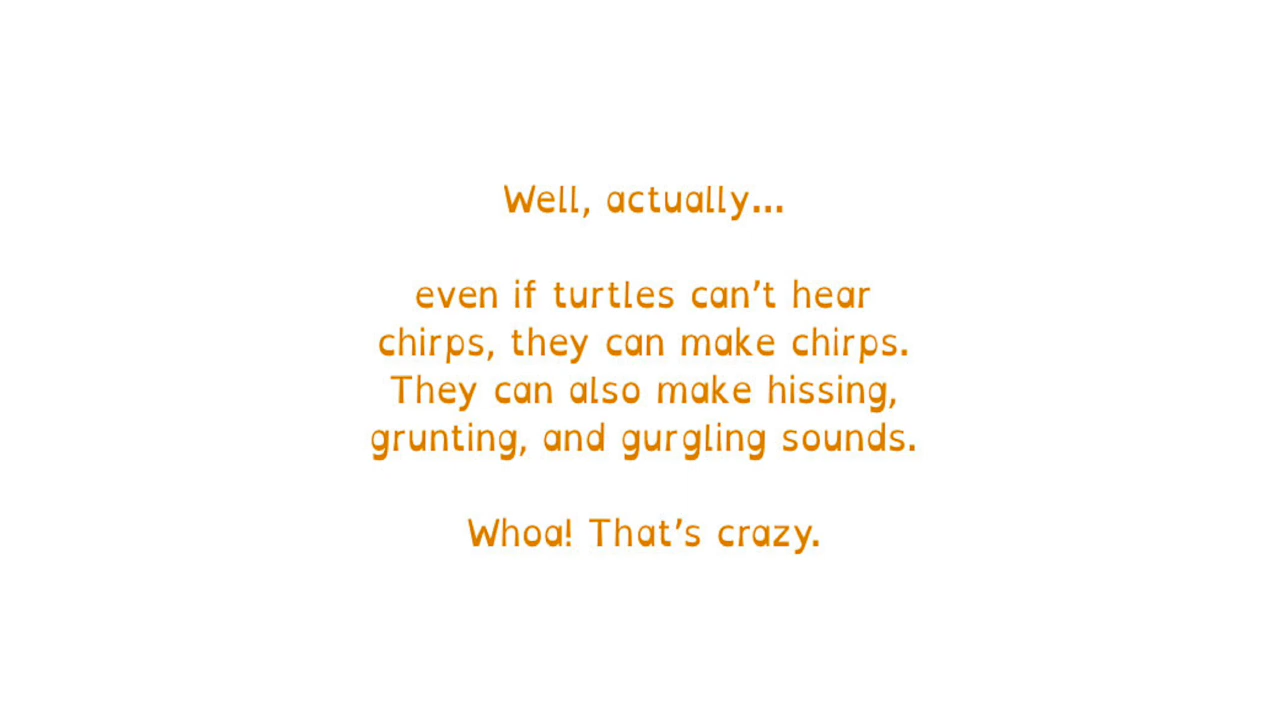 Well, actually...
even if turtles can't hear
chirps, they can make chirps.
They can also make hissing,
grunting, and gurgling sounds.
Whoa! That's crazy.